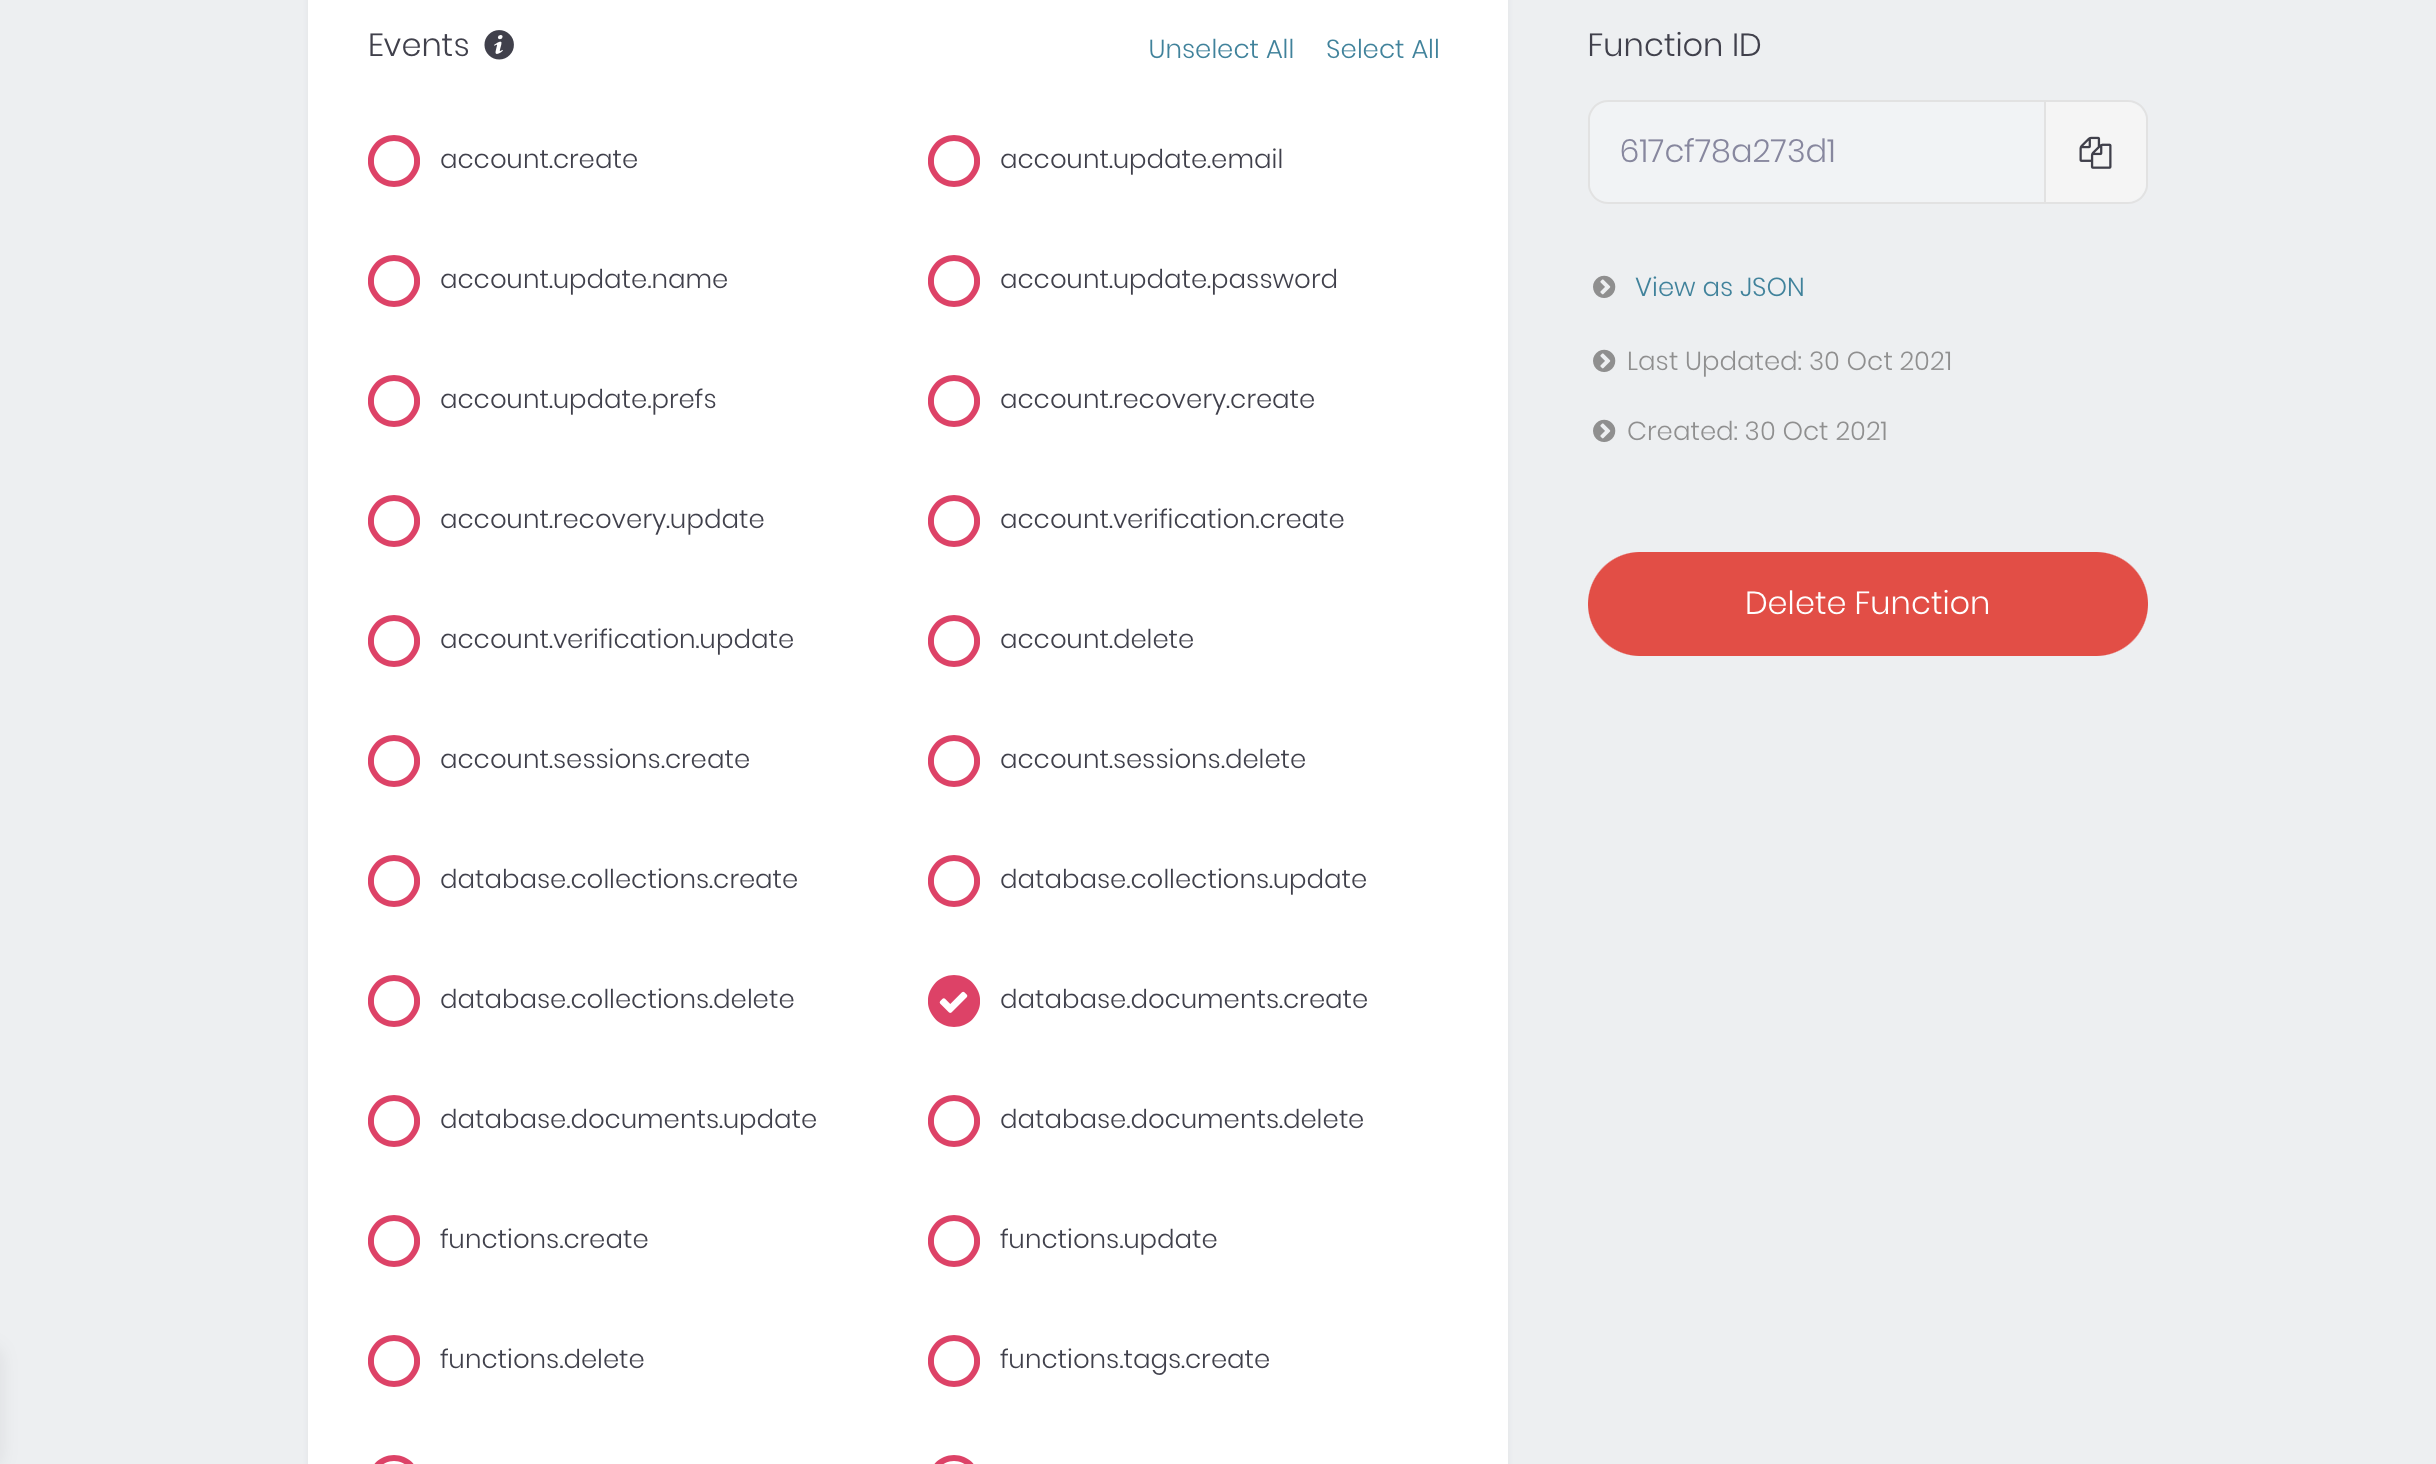 Events
Unselect All Select All
account.create account.update.email
account.update.name account.update.password
account.update.prefs account.recovery.create
account.recovery.update account.verification.create
account.verification.update account.delete
account.sessions.create account.sessions.delete
database.collections.create database.collections.update
database.collections.delete database.documents.create
database.documents.update database.documents.delete
functions.create functions.update
functions.delete functions.tags.create
Function ID
617cf78a273d1
View as JSON
Last Updated: 30 Oct 2021
Created: 30 Oct 2021
Delete Function